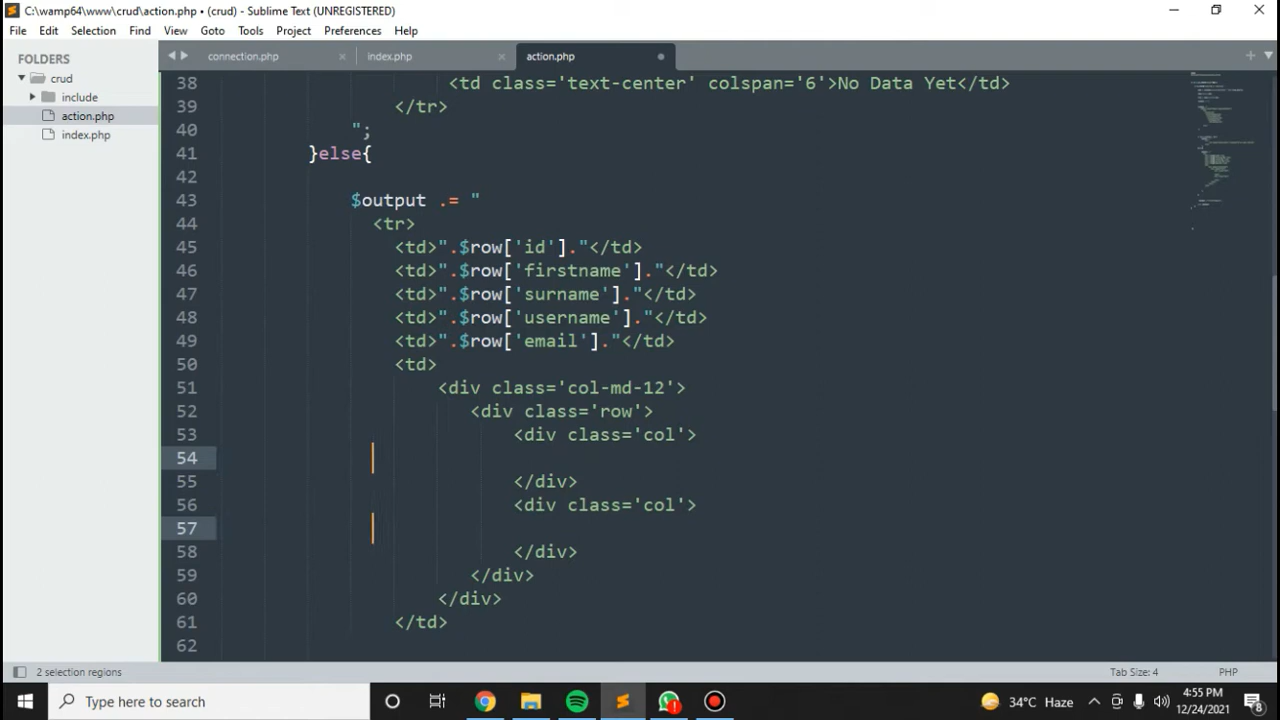 C:\wamp64\www\crud\action.php • (crud) - Sublime Text (UNREGISTERED)
File Edit Selection Find View Goto Tools Project Preferences Help
FOLDERS
crud
include
action.php
index.php
connection.php
index.php
action.php
38 <td class='text-center' colspan='6'>No Data Yet</td>
39 </tr>
40 ";
41 }else{
42
43 $output .= "
44 <tr>
45 <td>".$row['id']."</td>
46 <td>".$row['firstname']."</td>
47 <td>".$row['surname']."</td>
48 <td>".$row['username']."</td>
49 <td>".$row['email']."</td>
50 <td>
51 <div class='col-md-12'>
52 <div class='row'>
53 <div class='col'>
54
55 </div>
56 <div class='col'>
57
58 </div>
59 </div>
60 </div>
61 </td>
62
2 selection regions
Tab Size: 4
PHP
Type here to search
34°C Haze
4:55 PM
12/24/2021
8